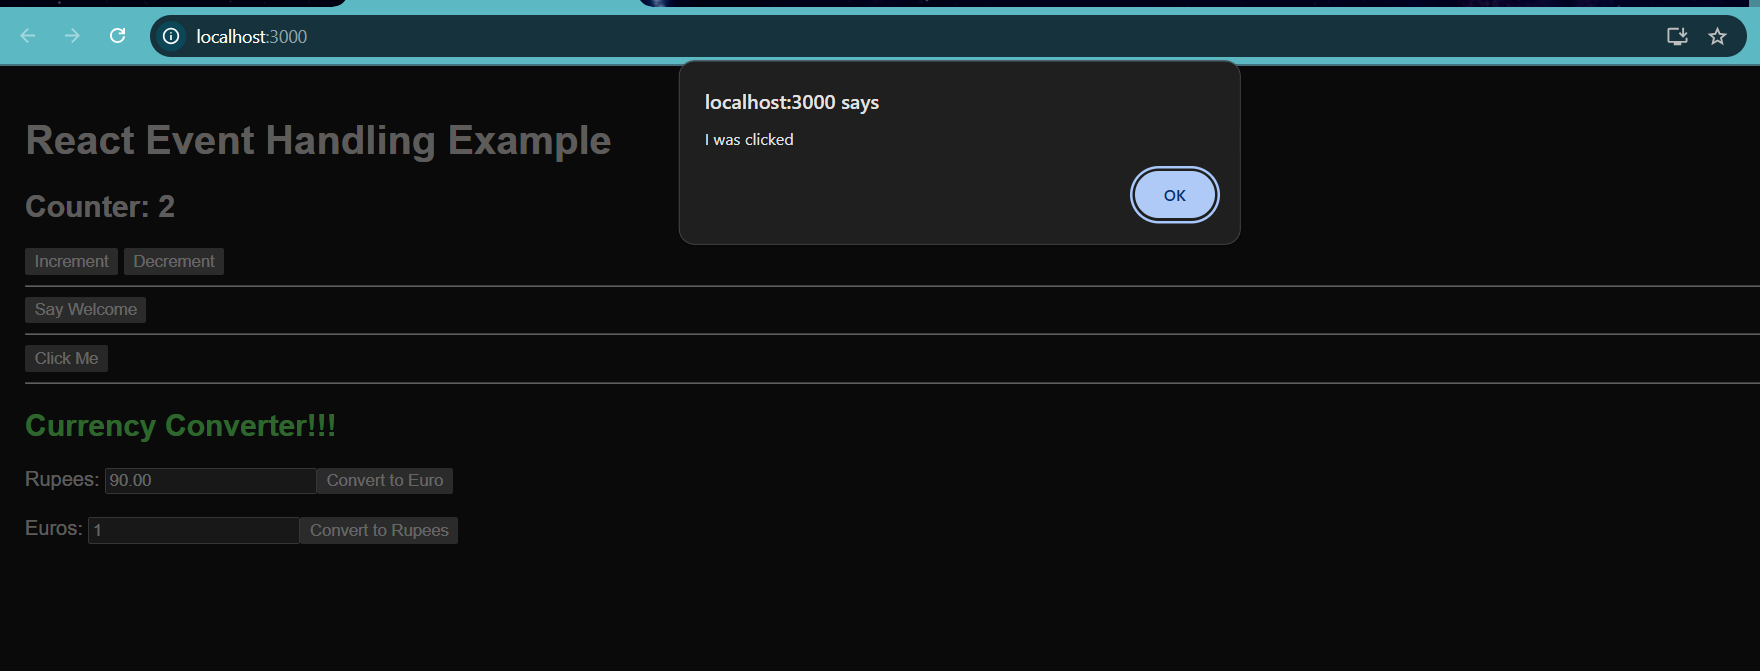 localhost:3000
localhost:3000 says
I was clicked
OK
React Event Handling Example
Counter: 2
Increment Decrement
Say Welcome
Click Me
Currency Converter!!!
Rupees: 90.00 Convert to Euro
Euros: 1 Convert to Rupees